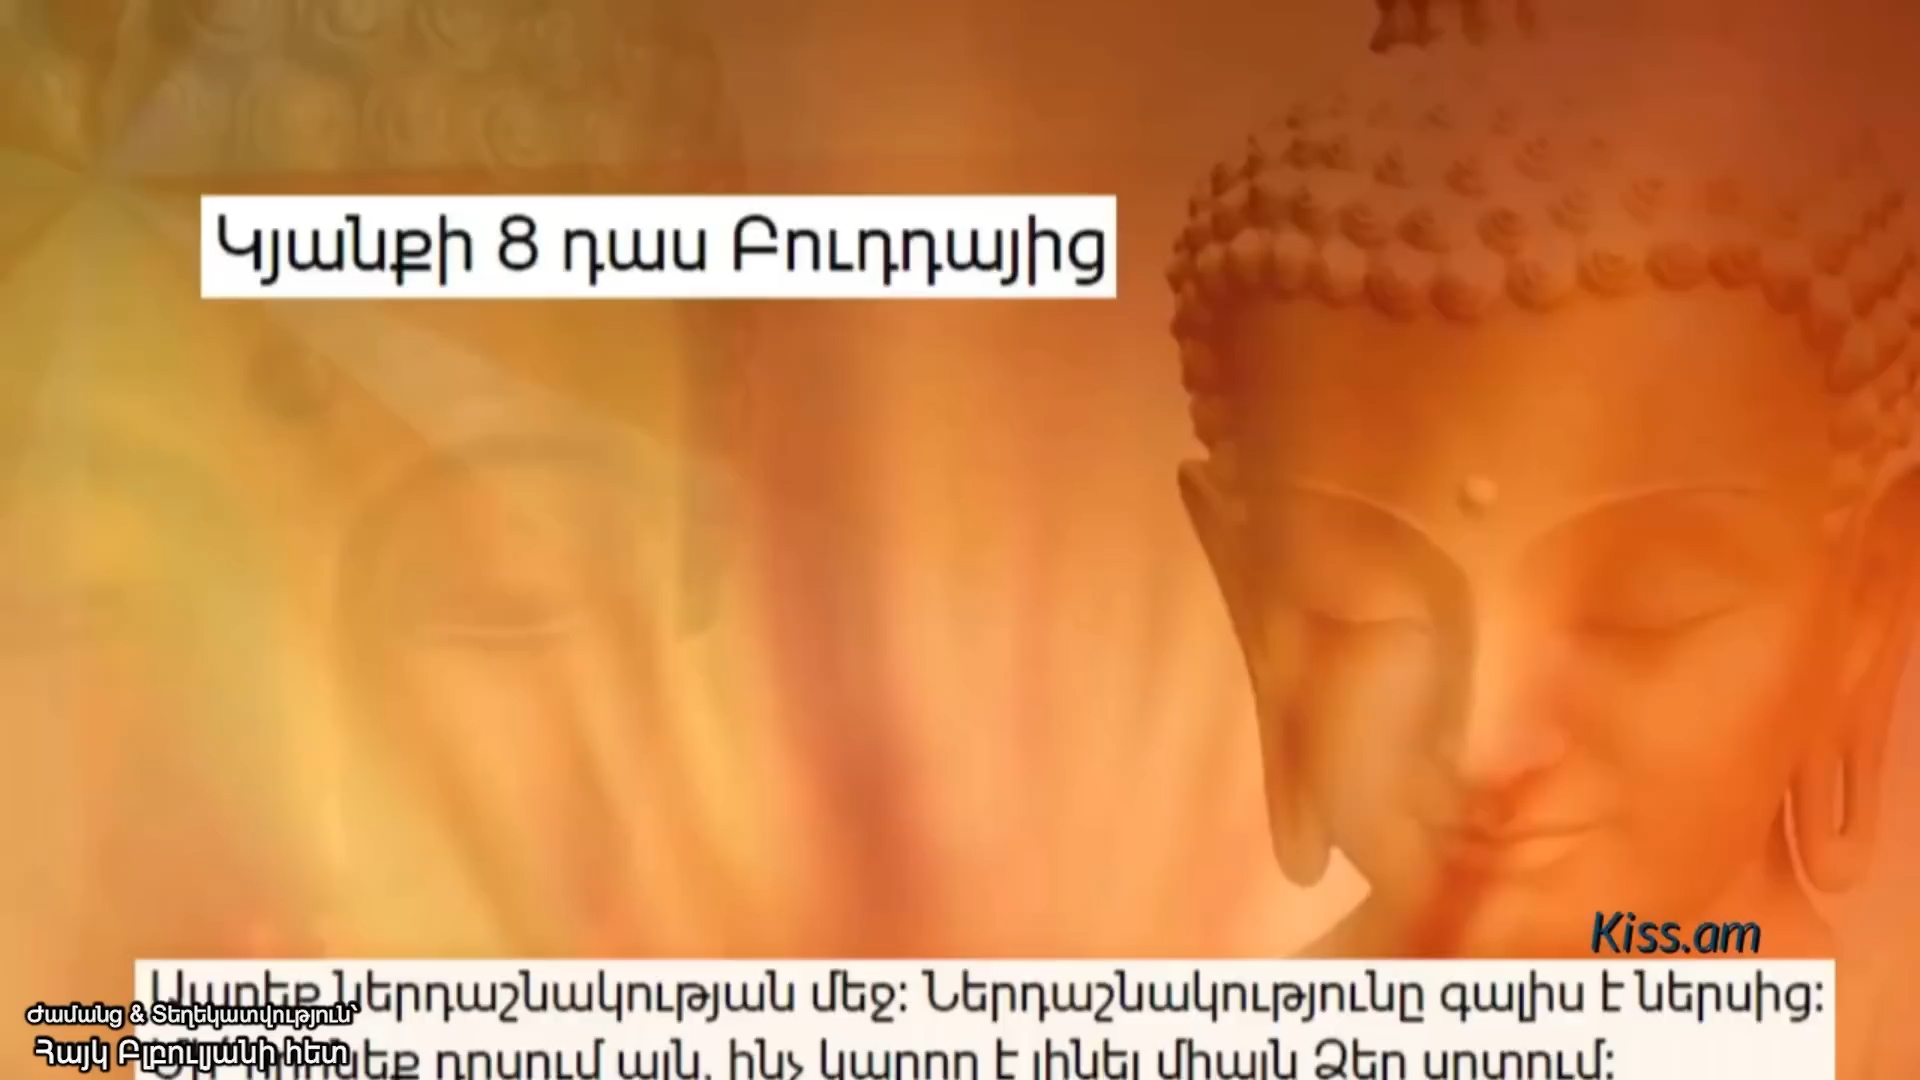 Կյանքի 8 դաս Բուդդայից
Kiss.am
Ապրեք ներդաշնակության մեջ: Ներդաշնակությունը գալիս է ներսից:
դրսում այն, ինչ կարող է լինել միայն Ձեր սրտում:
Ժամանց & Տեղեկատվություն՝
Հայկ Բլբուլյանի հետ